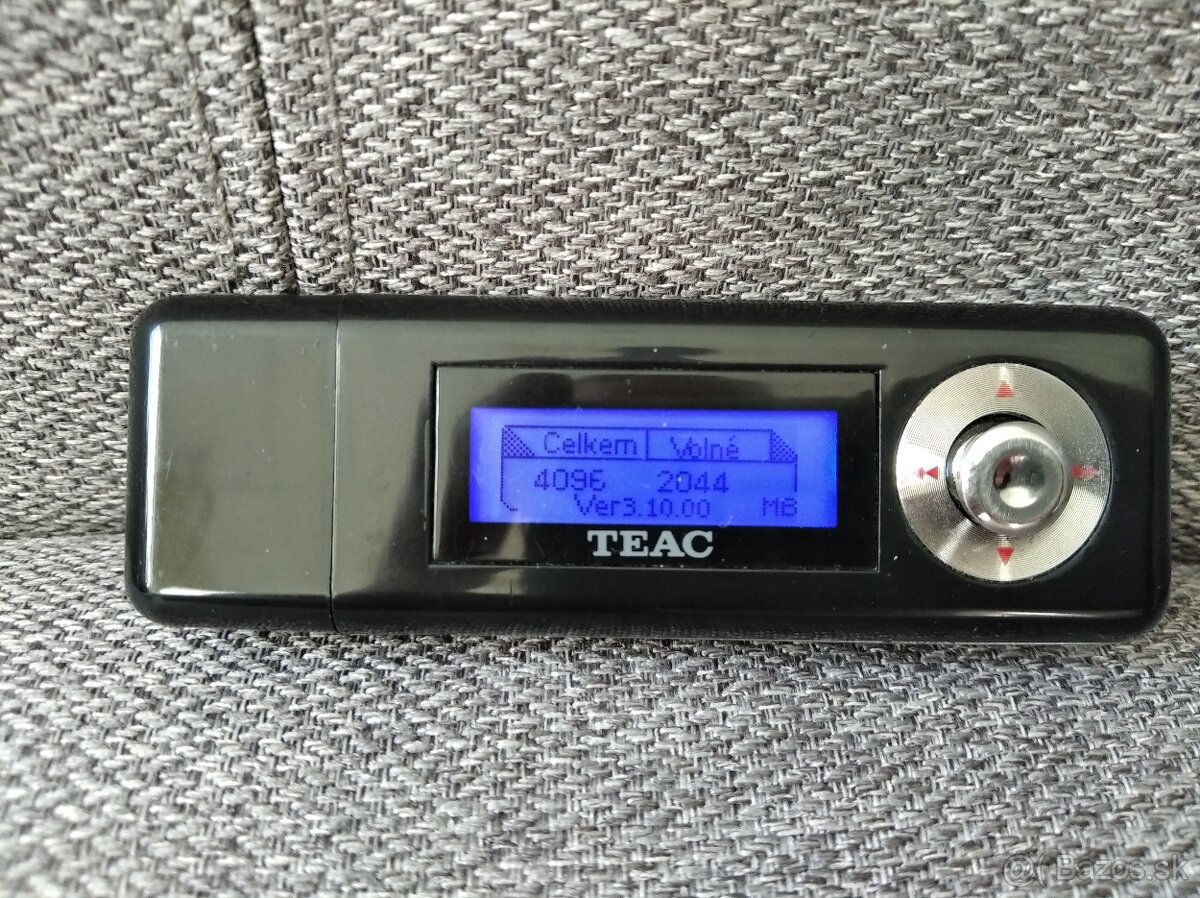 Celkem Volné
4096 2044
Ver3.10.00 MB
TEAC
Bazos.sk